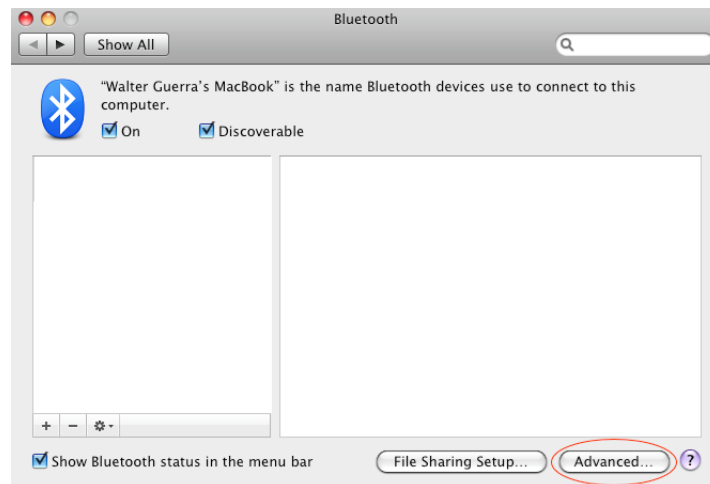 Bluetooth
Show All
“Walter Guerra’s MacBook” is the name Bluetooth devices use to connect to this
computer.
On Discoverable
+ −
Show Bluetooth status in the menu bar File Sharing Setup... Advanced... ?